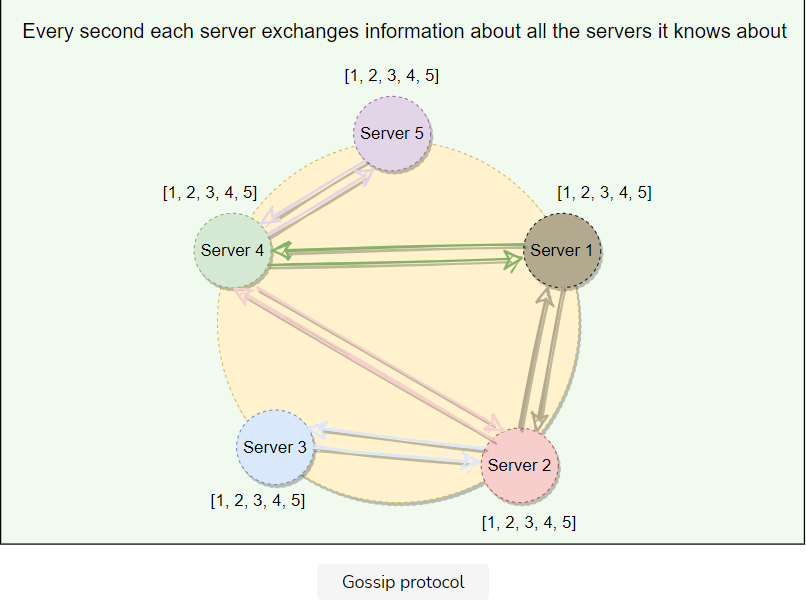 Every second each server exchanges information about all the servers it knows about
[1, 2, 3, 4, 5]
Server 5
[1, 2, 3, 4, 5]
[1, 2, 3, 4, 5]
Server 4
Server 1
Server 3
Server 2
[1, 2, 3, 4, 5]
[1, 2, 3, 4, 5]
Gossip protocol